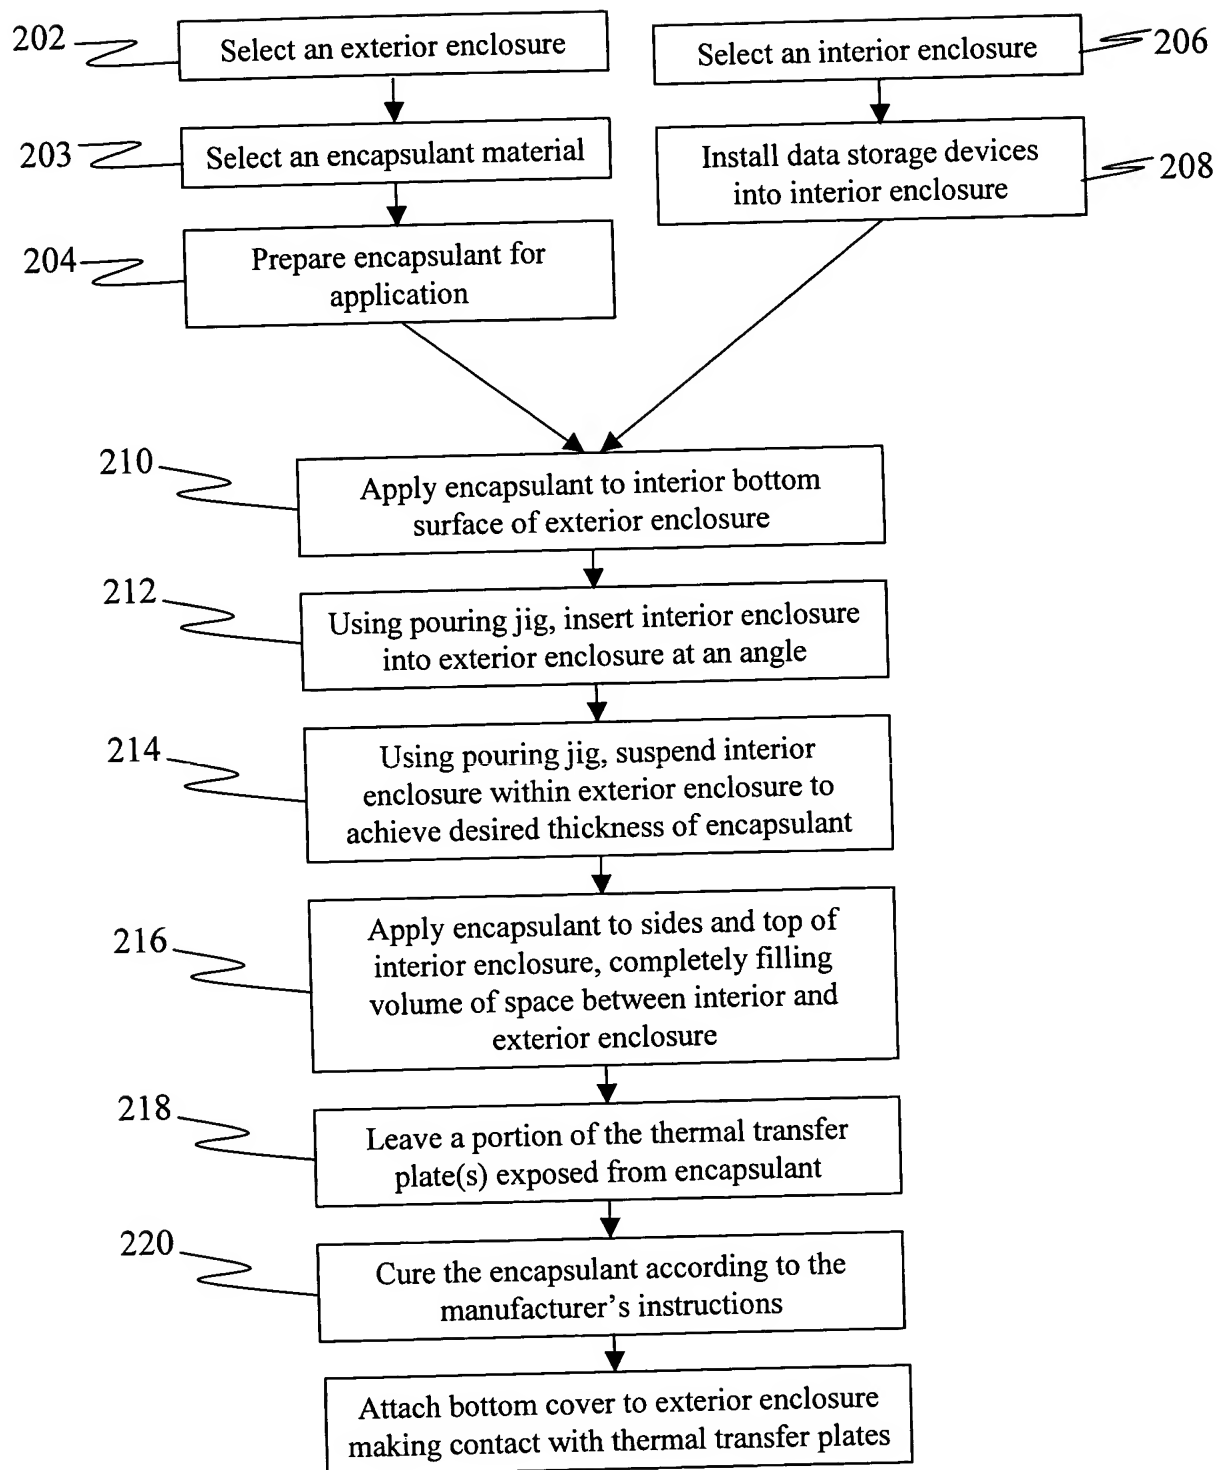 202
Select an exterior enclosure
Select an interior enclosure
206
203
Select an encapsulant material
Install data storage devices
into interior enclosure
208
204
Prepare encapsulant for
application
210
Apply encapsulant to interior bottom
surface of exterior enclosure
212
Using pouring jig, insert interior enclosure
into exterior enclosure at an angle
214
Using pouring jig, suspend interior
enclosure within exterior enclosure to
achieve desired thickness of encapsulant
216
Apply encapsulant to sides and top of
interior enclosure, completely filling
volume of space between interior and
exterior enclosure
218
Leave a portion of the thermal transfer
plate(s) exposed from encapsulant
220
Cure the encapsulant according to the
manufacturer’s instructions
Attach bottom cover to exterior enclosure
making contact with thermal transfer plates